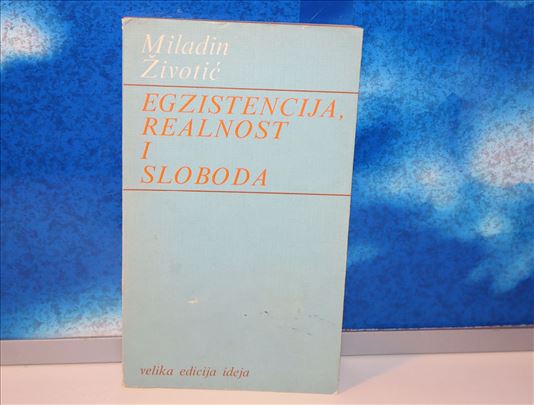 Miladin
Životić
EGZISTENCIJA,
REALNOST
I
SLOBODA
velika edicija ideja